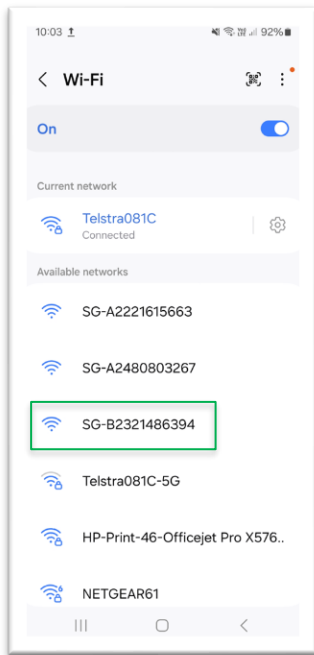 10:03
92%
Wi-Fi
On
Current network
Telstra081C
Connected
Available networks
SG-A2221615663
SG-A2480803267
SG-B2321486394
Telstra081C-5G
HP-Print-46-Officejet Pro X576..
NETGEAR61